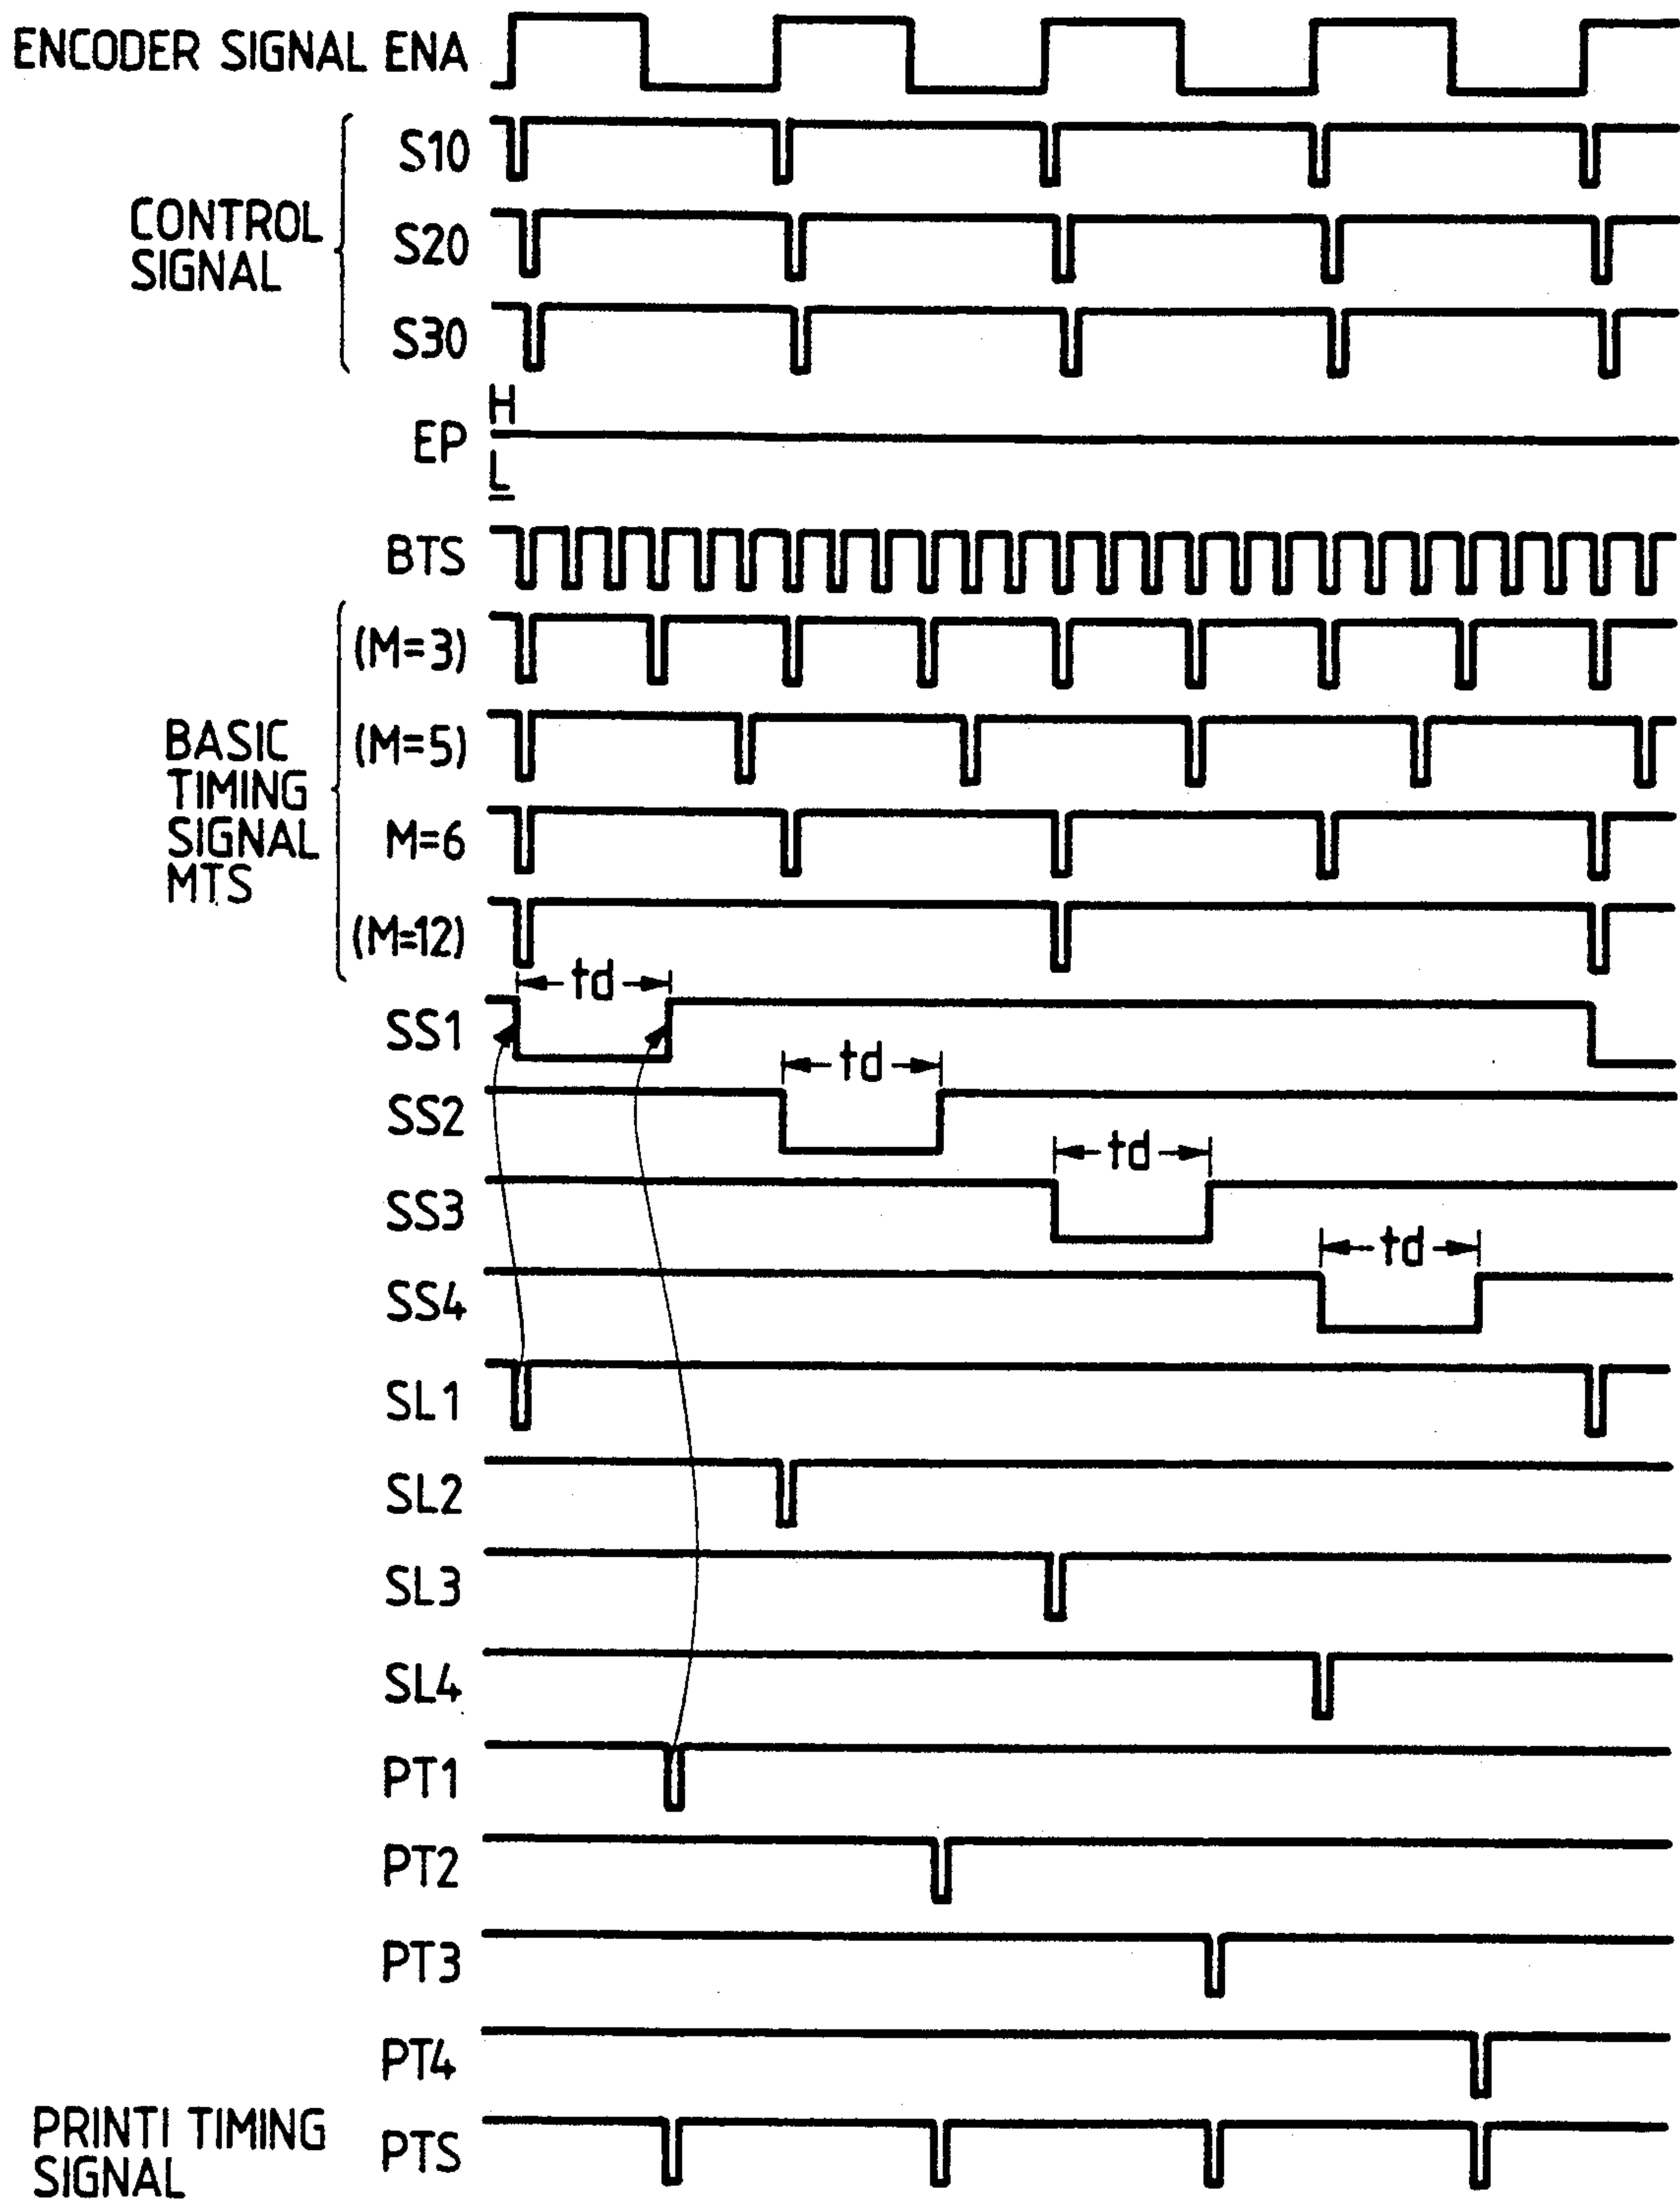 ENCODER SIGNAL ENA
CONTROL
SIGNAL
S10
S20
S30
H
EP
L
BTS
BASIC
TIMING
SIGNAL
MTS
(M=3)
(M=5)
M=6
(M=12)
td
SS1
td
SS2
td
SS3
td
SS4
SL1
SL2
SL3
SL4
PT1
PT2
PT3
PT4
PRINTI TIMING
SIGNAL
PTS